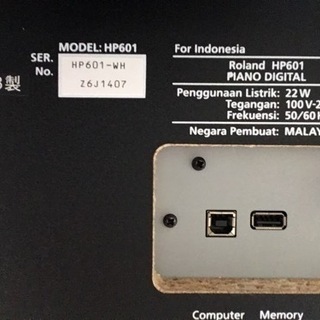 MODEL: HP601
SER. No. HP601-WH
Z6J1407
製
For Indonesia
Roland HP601
PIANO DIGITAL
Penggunaan Listrik: 22 W
Tegangan: 100 V-2
Frekuensi: 50/60 H
Negara Pembuat: MALAY
Computer Memory